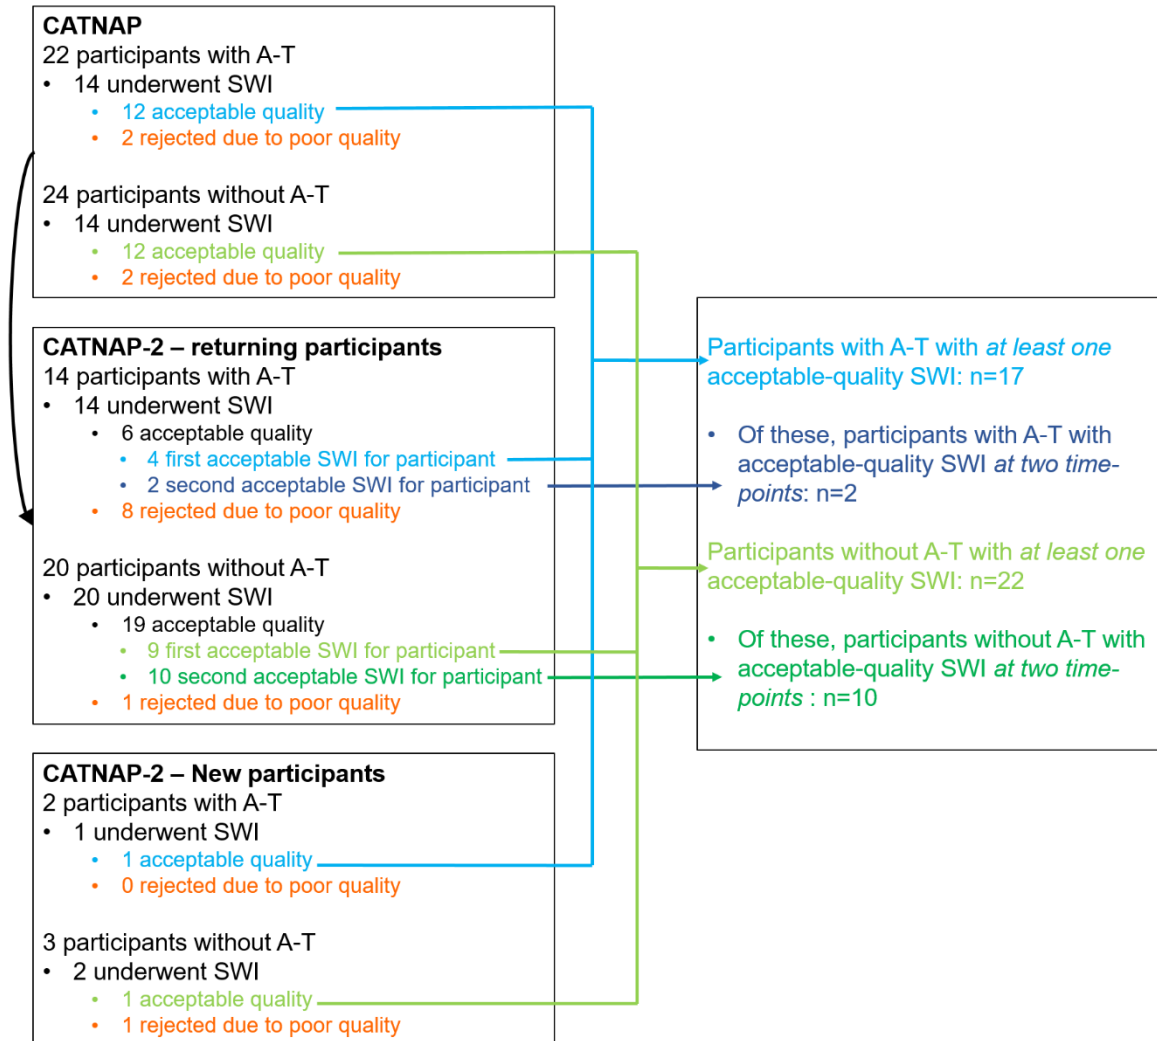 CATNAP
22 participants with A-T
• 14 underwent SWI
• 12 acceptable quality
• 2 rejected due to poor quality
24 participants without A-T
• 14 underwent SWI
• 12 acceptable quality
• 2 rejected due to poor quality
CATNAP-2 – returning participants
14 participants with A-T
• 14 underwent SWI
• 6 acceptable quality
• 4 first acceptable SWI for participant
• 2 second acceptable SWI for participant
• 8 rejected due to poor quality
20 participants without A-T
• 20 underwent SWI
• 19 acceptable quality
• 9 first acceptable SWI for participant
• 10 second acceptable SWI for participant
• 1 rejected due to poor quality
CATNAP-2 – New participants
2 participants with A-T
• 1 underwent SWI
• 1 acceptable quality
• 0 rejected due to poor quality
3 participants without A-T
• 2 underwent SWI
• 1 acceptable quality
• 1 rejected due to poor quality
Participants with A-T with at least one
acceptable-quality SWI: n=17
• Of these, participants with A-T with
acceptable-quality SWI at two time-
points: n=2
Participants without A-T with at least one
acceptable-quality SWI: n=22
• Of these, participants without A-T with
acceptable-quality SWI at two time-
points : n=10